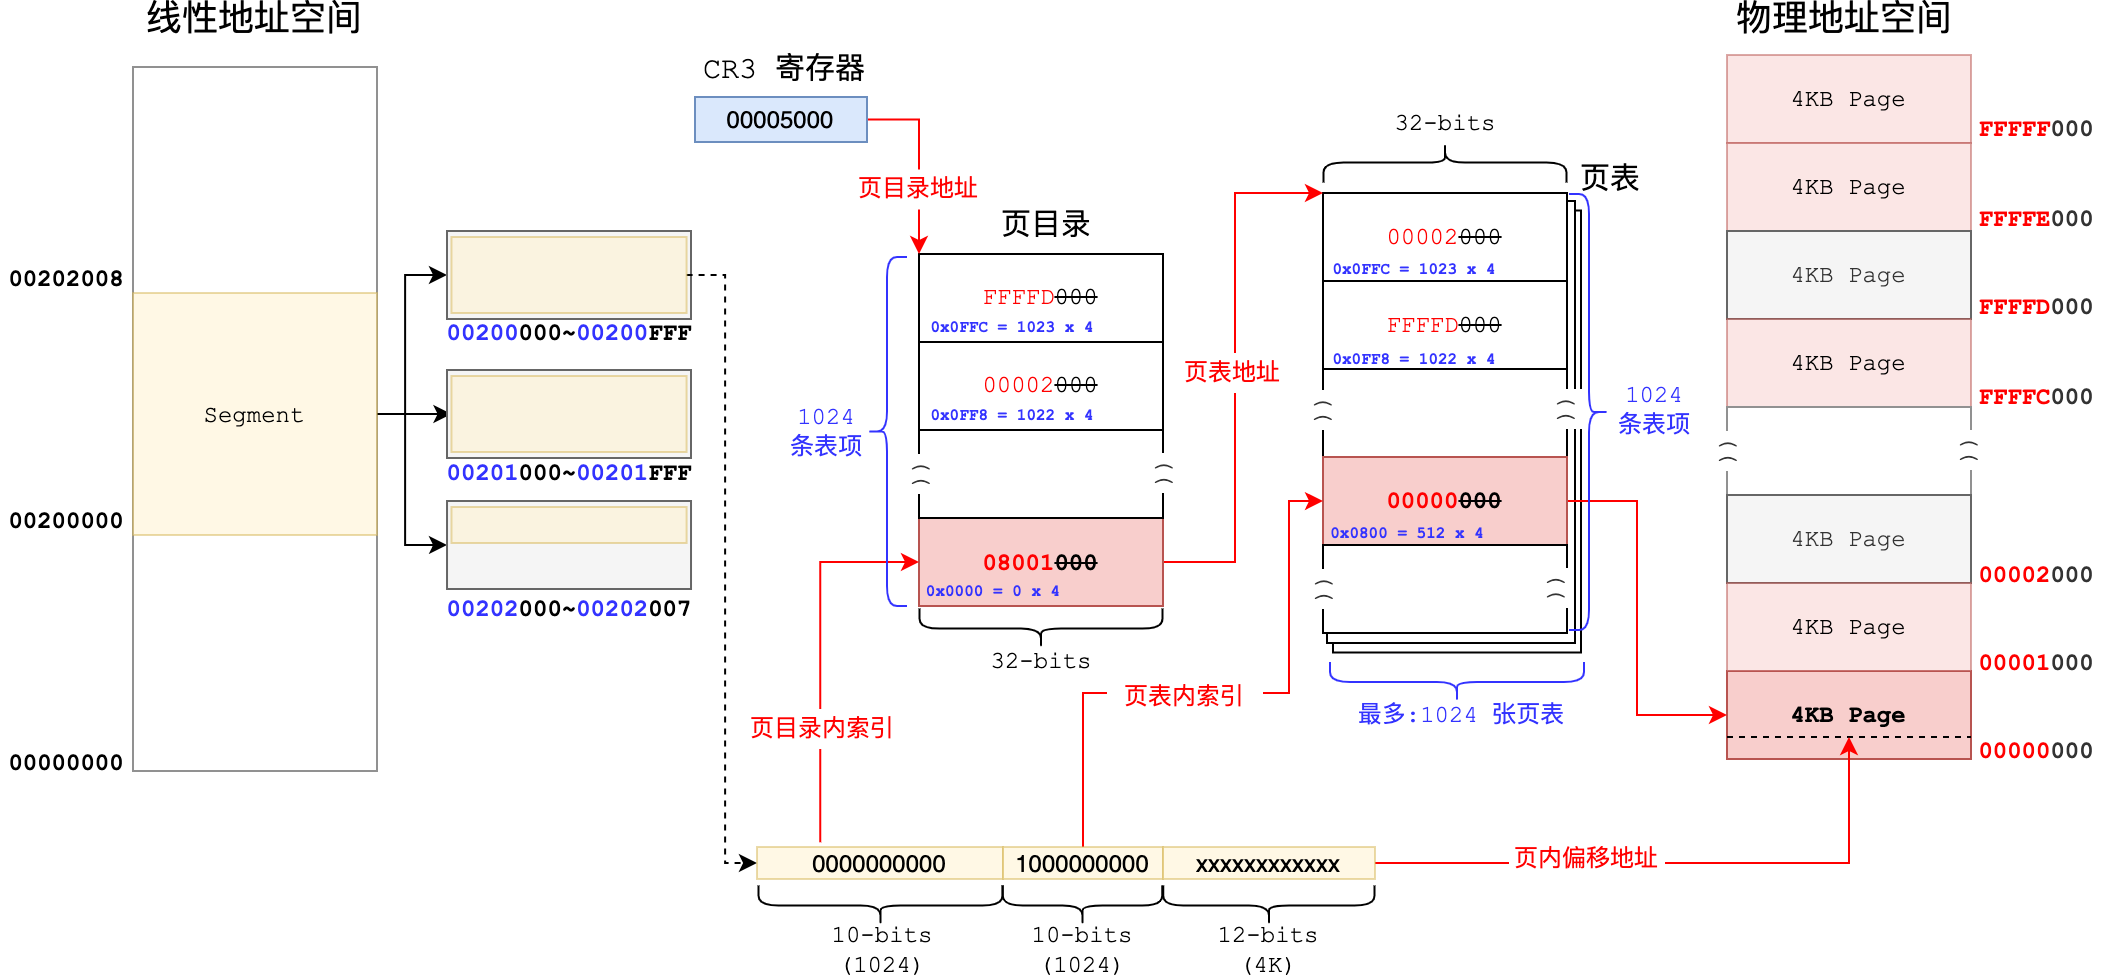 线性地址空间
00202008
Segment
00200000
00000000
00200000~00200FFF
00201000~00201FFF
00202000~00202007
CR3 寄存器
00005000
页目录地址
页目录
FFFFD000
0x0FFC = 1023 x 4
00002000
0x0FF8 = 1022 x 4
1024
条表项
08001000
0x0000 = 0 x 4
32-bits
页目录内索引
页表地址
32-bits
页表
00002000
0x0FFC = 1023 x 4
FFFFD000
0x0FF8 = 1022 x 4
1024
条表项
00000000
0x0800 = 512 x 4
页表内索引
最多:1024 张页表
0000000000
1000000000
xxxxxxxxxxxx
页内偏移地址
10-bits
(1024)
10-bits
(1024)
12-bits
(4K)
物理地址空间
4KB Page
FFFFF000
4KB Page
FFFFE000
4KB Page
FFFFD000
4KB Page
FFFFC000
4KB Page
00002000
4KB Page
00001000
4KB Page
00000000